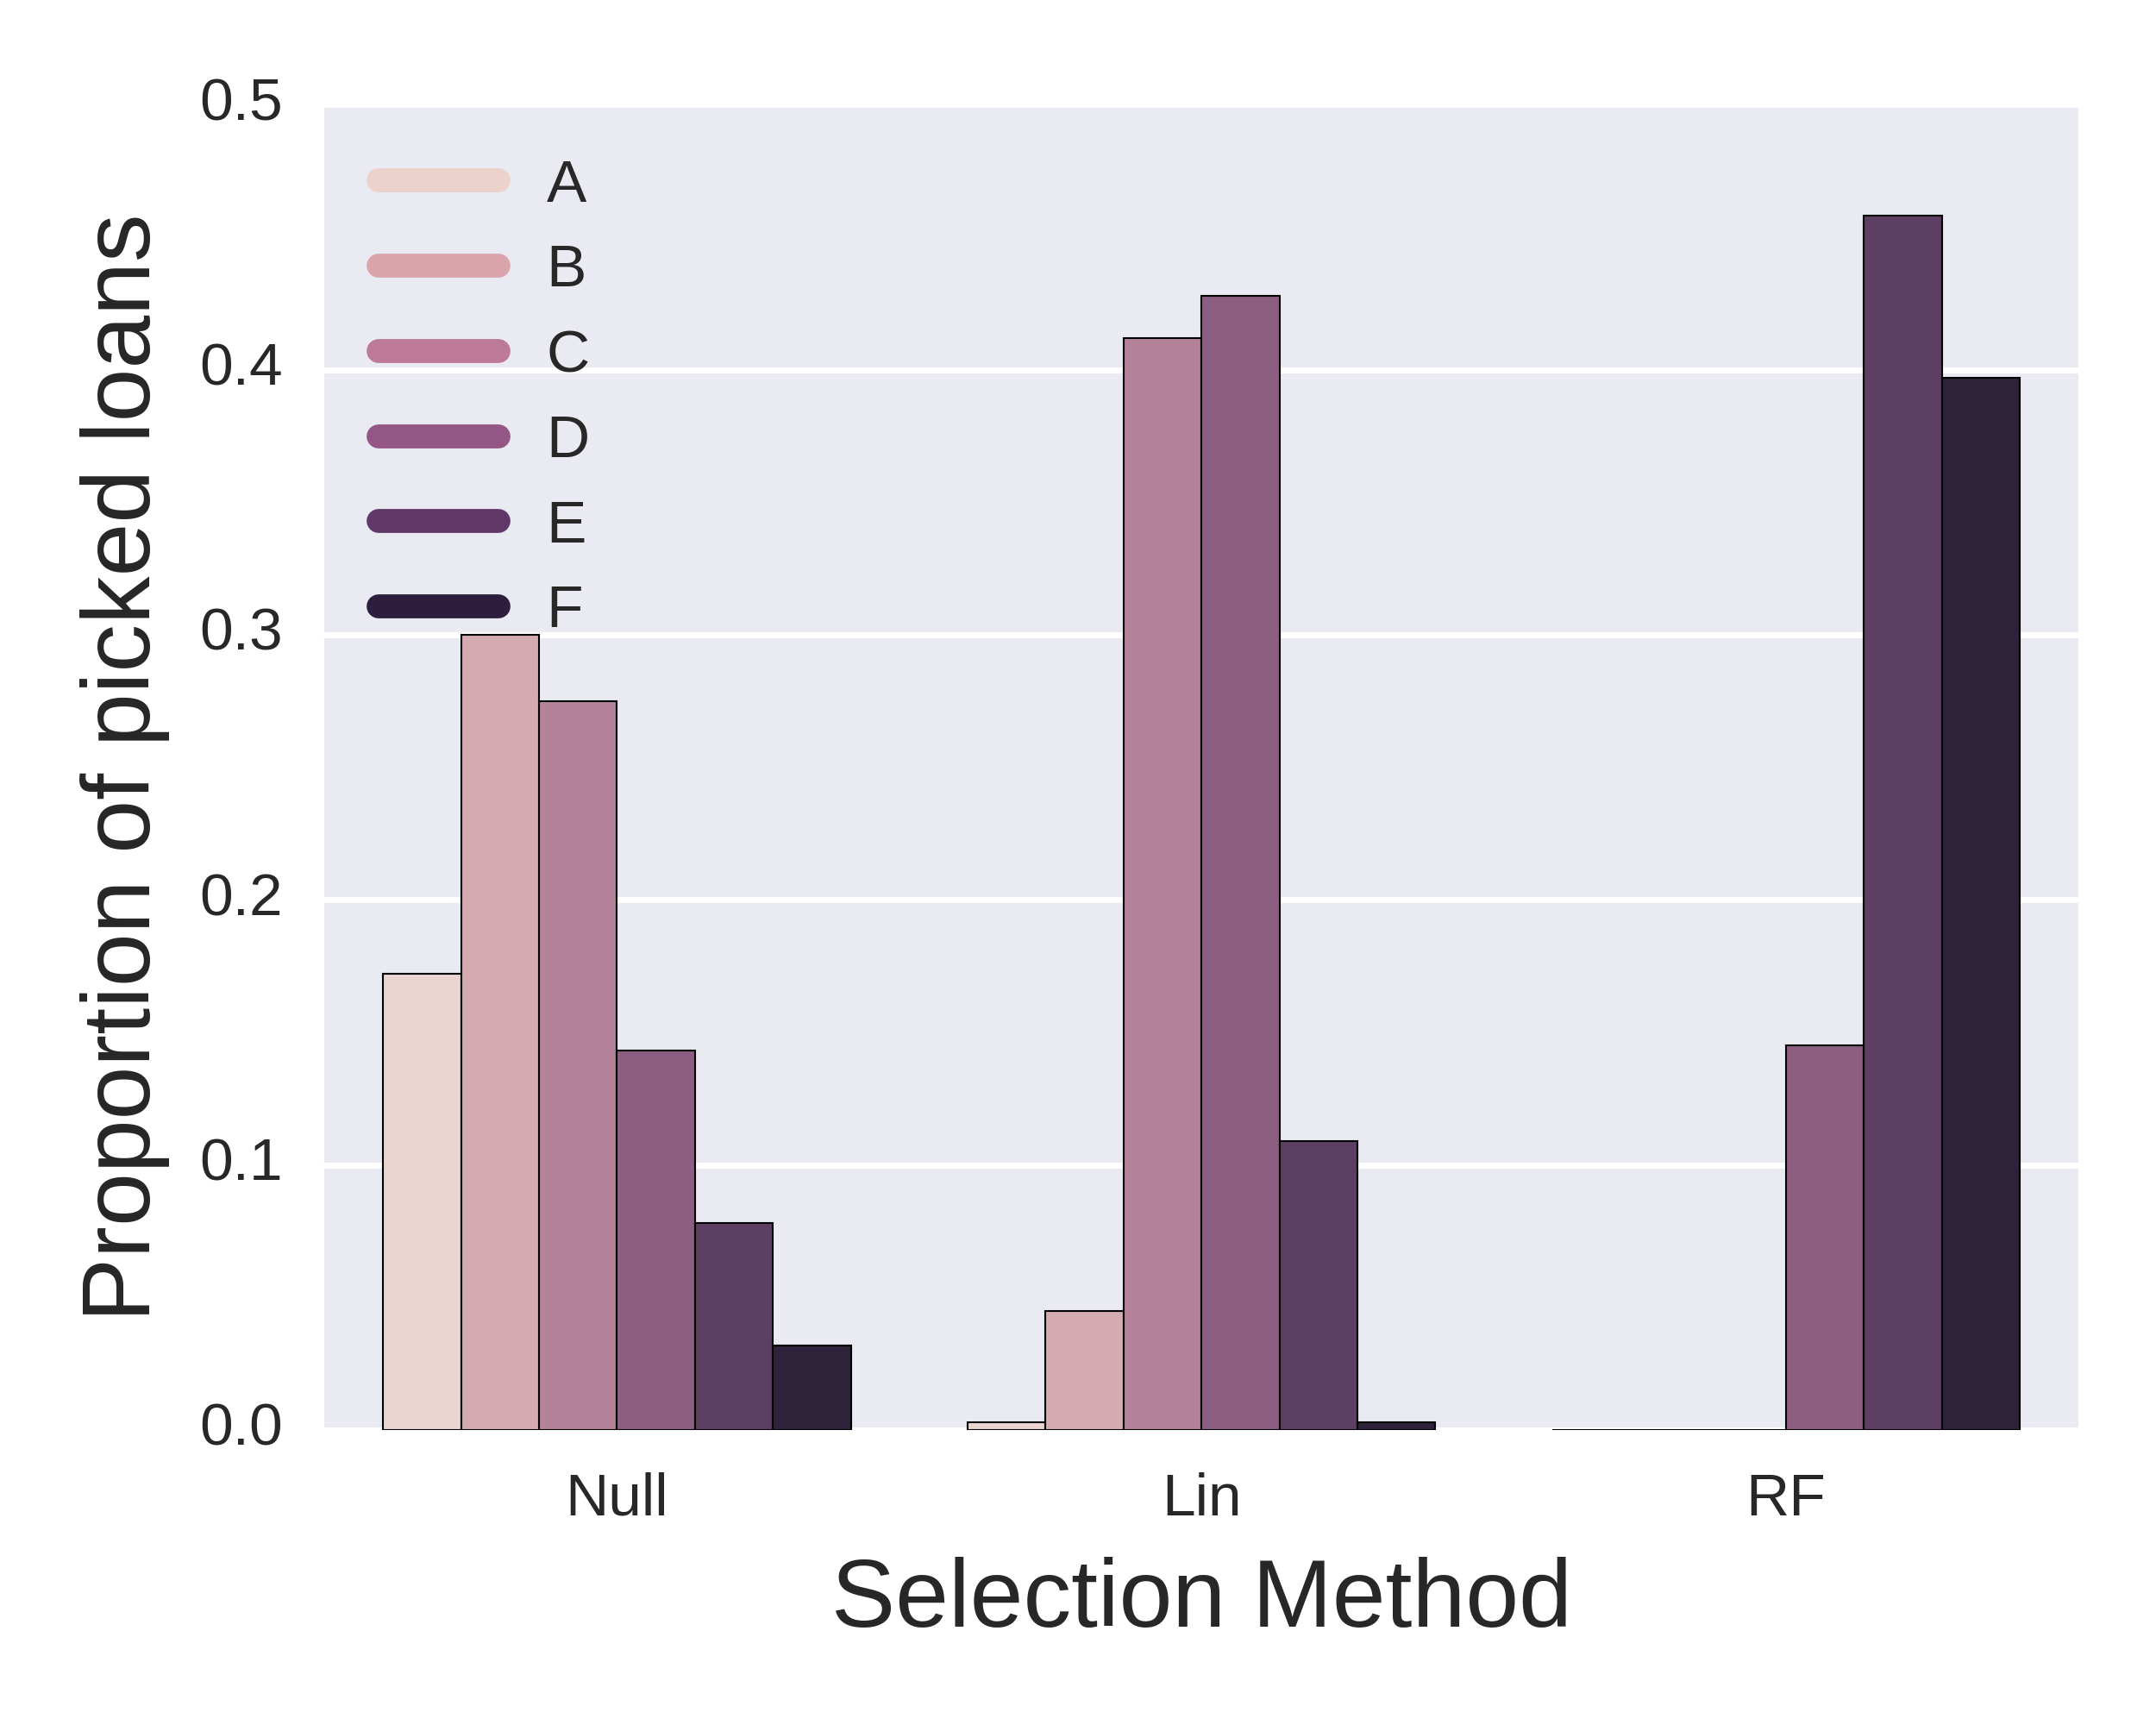 0.5
0.4
0.3
0.2
0.1
0.0
Proportion of picked loans
A
B
C
D
E
F
Null Lin RF
Selection Method